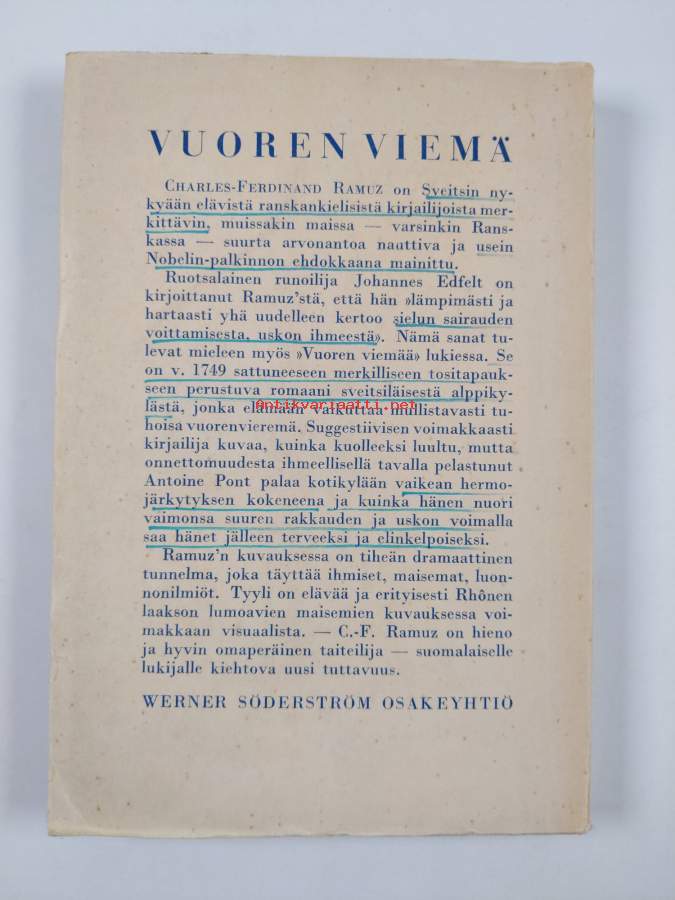 VUOREN VIEMÄ
CHARLES-FERDINAND RAMUZ on Sveitsin ny-
kyään elävistä ranskankielisistä kirjailijoista mer-
kittävin, muissakin maissa — varsinkin Rans-
kassa — suurta arvonantoa nauttiva ja usein
Nobelin-palkinnon ehdokkaana mainittu.
Ruotsalainen runoilija Johannes Edfelt on
kirjoittanut Ramuz'stä, että hän »lämpimästi ja
hartaasti yhä uudelleen kertoo sielun sairauden
voittamisesta, uskon ihmeestä». Nämä sanat tu-
levat mieleen myös »Vuoren viemää» lukiessa. Se
on v. 1749 sattuneeseen merkilliseen tositapauk-
seen perustuva romaani sveitsiläisestä alppiky-
lästä, jonka elämään vaikuttaa mullistavasti tu-
antikvariaatti.net
hoisa vuorenvieremä. Suggestiivisen voimakkaasti
kirjailija kuvaa, kuinka kuolleeksi luultu, mutta
onnettomuudesta ihmeellisellä tavalla pelastunut
Antoine Pont palaa kotikylään vaikean hermo-
järkytyksen kokeneena ja kuinka hänen nuori
vaimonsa suuren rakkauden ja uskon voimalla
saa hänet jälleen terveeksi ja elinkelpoiseksi.
Ramuz'n kuvauksessa on tiheän dramaattinen
tunnelma, joka täyttää ihmiset, maisemat, luon-
nonilmiöt. Tyyli on elävää ja erityisesti Rhônen
laakson lumoavien maisemien kuvauksessa voi-
makkaan visuaalista. — C.-F. Ramuz on hieno
ja hyvin omaperäinen taiteilija — suomalaiselle
lukijalle kiehtova uusi tuttavuus.
WERNER SÖDERSTRÖM OSAKEYHTIÖ